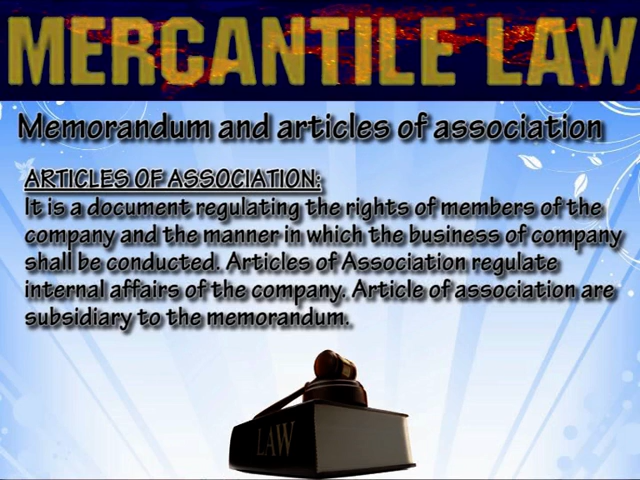 MERCANTILE LAW
Memorandum and articles of association
ARTICLES OF ASSOCIATION:
It is a document regulating the rights of members of the
company and the manner in which the business of company
shall be conducted. Articles of Association regulate
internal affairs of the company. Article of association are
subsidiary to the memorandum.
LAW